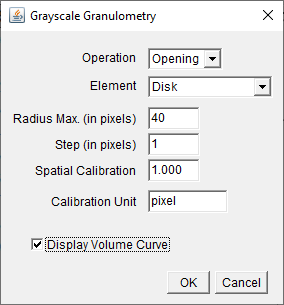 Grayscale Granulometry
Operation Opening
Element Disk
Radius Max. (in pixels) 40
Step (in pixels) 1
Spatial Calibration 1.000
Calibration Unit pixel
Display Volume Curve
OK Cancel